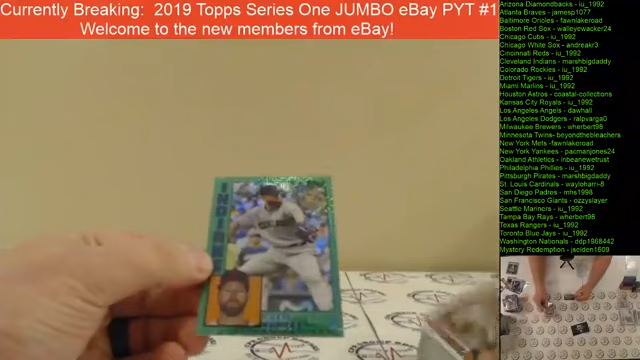 Currently Breaking:  2019 Topps Series One JUMBO eBay PYT #1
Welcome to the new members from eBay!
Arizona Diamondbacks - iu_1992
Atlanta Braves - jamesp1077
Baltimore Orioles - fawnlakeroad
Boston Red Sox - walleyewacker24
Chicago Cubs - iu_1992
Chicago White Sox - andreakr3
Cincinnati Reds - iu_1992
Cleveland Indians - marshbigdaddy
Colorado Rockies - iu_1992
Detroit Tigers - iu_1992
Miami Marlins - iu_1992
Houston Astros - coastal-collections
Kansas City Royals - iu_1992
Los Angeles Angels - dawhall
Los Angeles Dodgers - ralpvarga0
Milwaukee Brewers - wherbert98
Minnesota Twins- beyondthebleachers
New York Mets -fawnlakeroad
New York Yankees - pacmanjones24
Oakland Athletics - inbeanewetrust
Philadelphia Phillies - iu_1992
Pittsburgh Pirates - marshbigdaddy
St. Louis Cardinals - wayloharri-8
San Diego Padres - mhs1998
San Francisco Giants - ozzyslayer
Seattle Mariners - iu_1992
Tampa Bay Rays - wherbert98
Texas Rangers - iu_1992
Toronto Blue Jays - iu_1992
Washington Nationals - ddp1968442
Mystery Redemption - jseiden1609
INDIANS